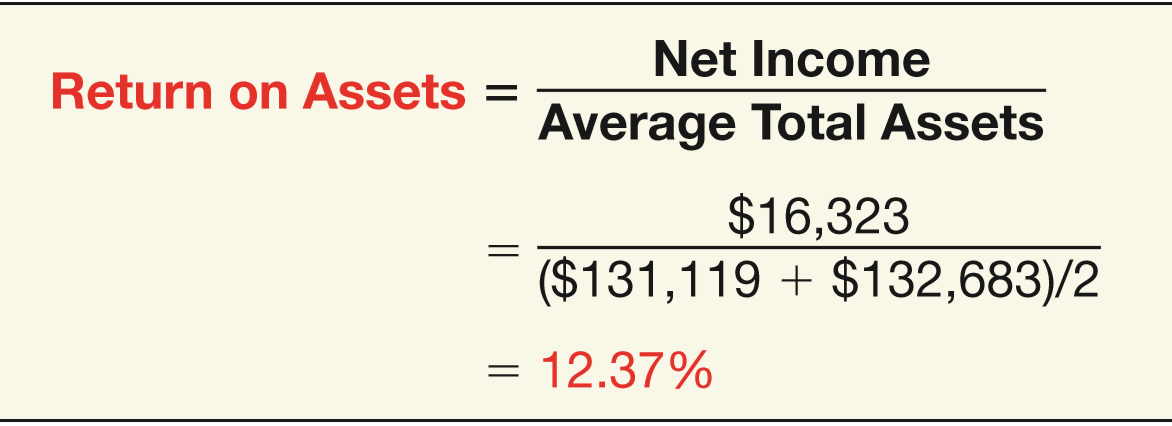 Return on Assets = Net Income
Average Total Assets
= $16,323
($131,119 + $132,683)/2
= 12.37%